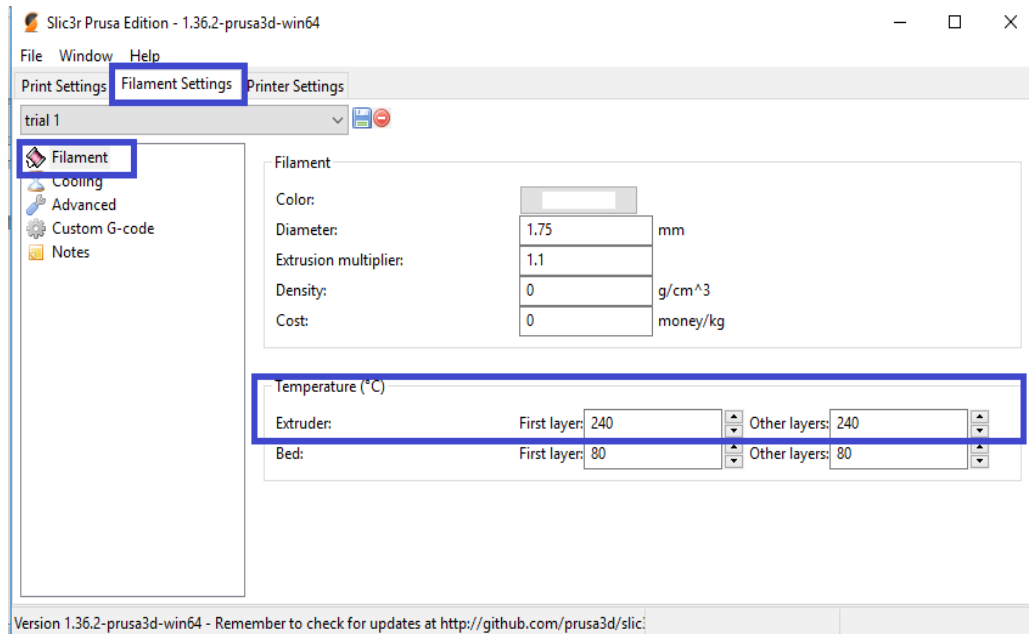 Slic3r Prusa Edition - 1.36.2-prusa3d-win64
File Window Help
Print Settings Filament Settings Printer Settings
trial 1
Filament
Cooling
Advanced
Custom G-code
Notes
Filament
Color:
Diameter: 1.75 mm
Extrusion multiplier: 1.1
Density: 0 g/cm^3
Cost: 0 money/kg
Temperature (°C)
Extruder: First layer: 240 Other layers: 240
Bed: First layer: 80 Other layers: 80
Version 1.36.2-prusa3d-win64 - Remember to check for updates at http://github.com/prusa3d/slic: